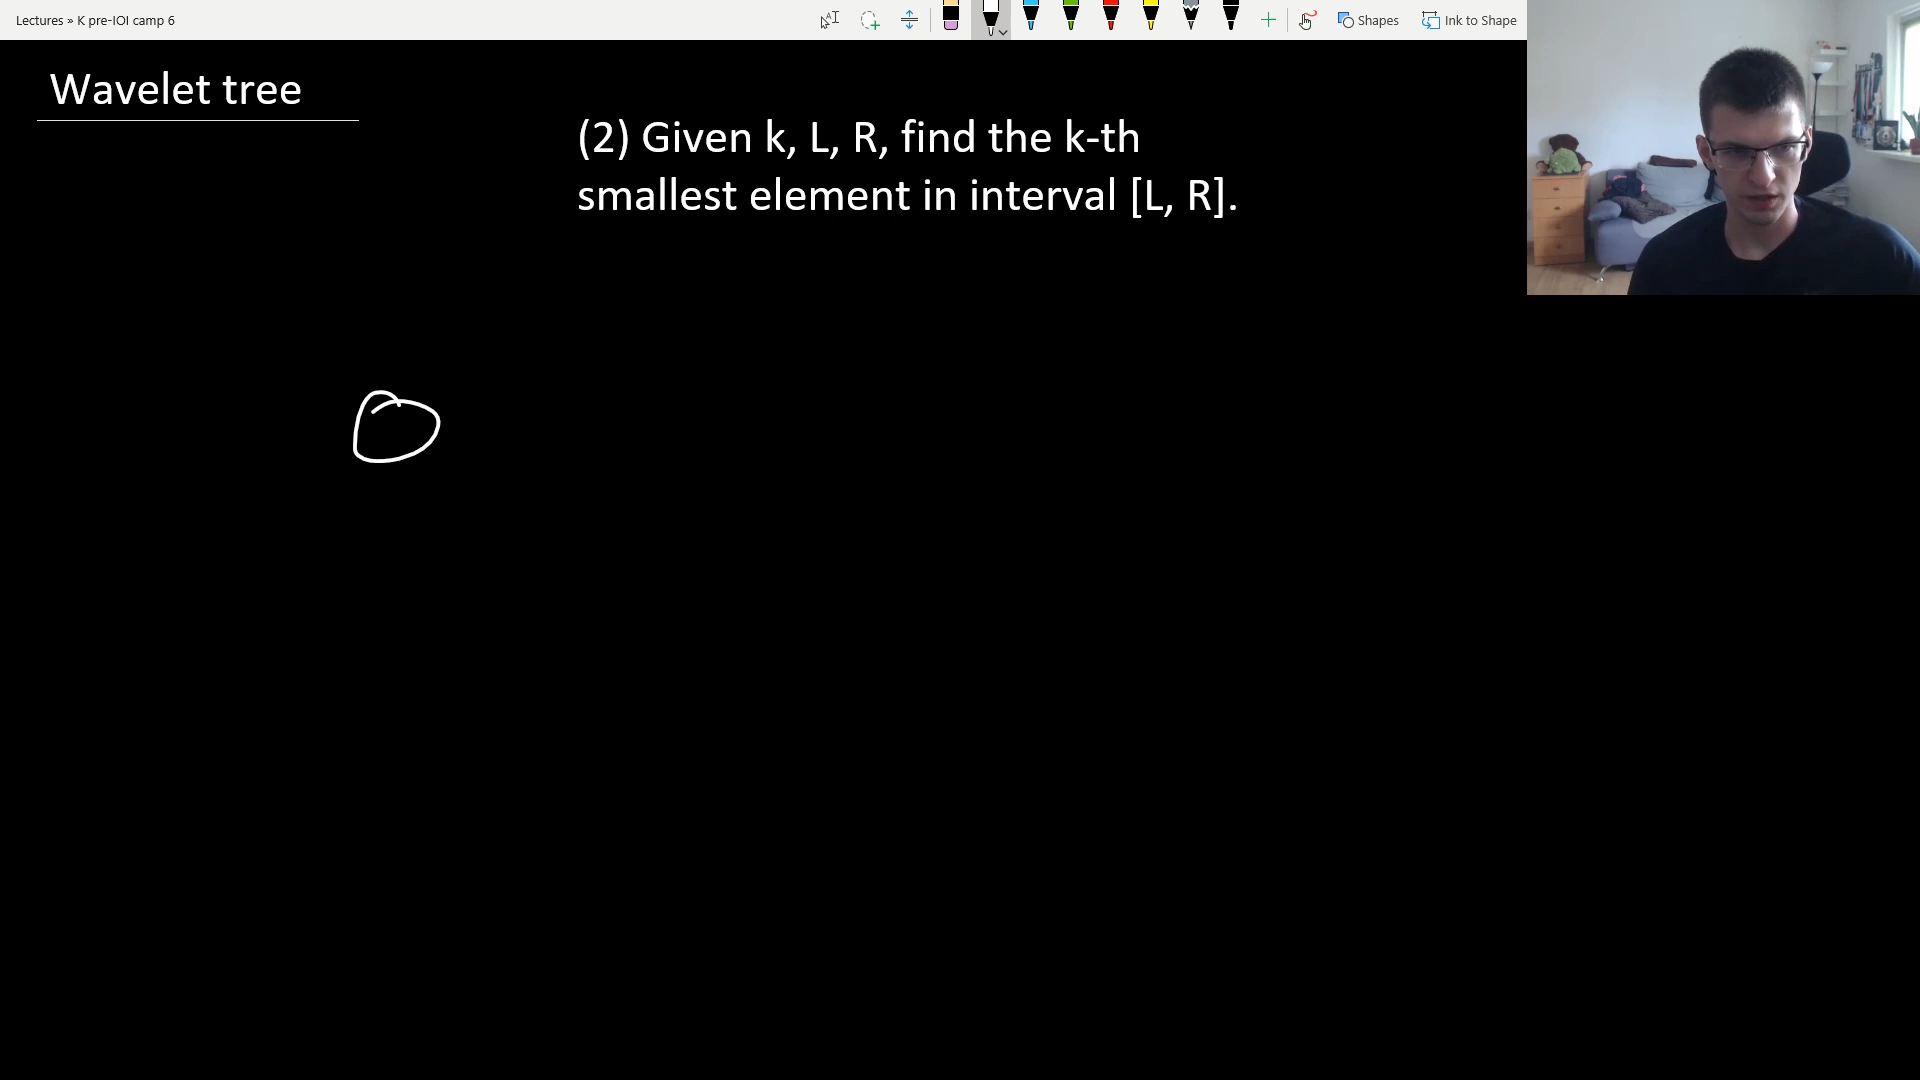 Lectures » K pre-IOI camp 6
Shapes
Ink to Shape
Wavelet tree
(2) Given k, L, R, find the k-th
smallest element in interval [L, R].